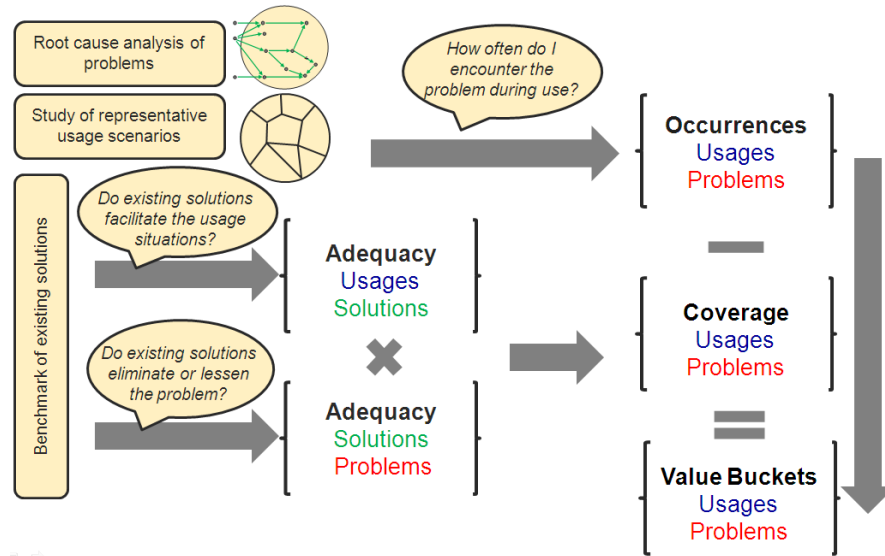 Root cause analysis of
problems
Study of representative
usage scenarios
How often do I
encounter the
problem during use?
Occurrences
Usages
Problems
Benchmark of existing solutions
Do existing solutions
facilitate the usage
situations?
Adequacy
Usages
Solutions
Coverage
Usages
Problems
Do existing solutions
eliminate or lessen
the problem?
Adequacy
Solutions
Problems
Value Buckets
Usages
Problems